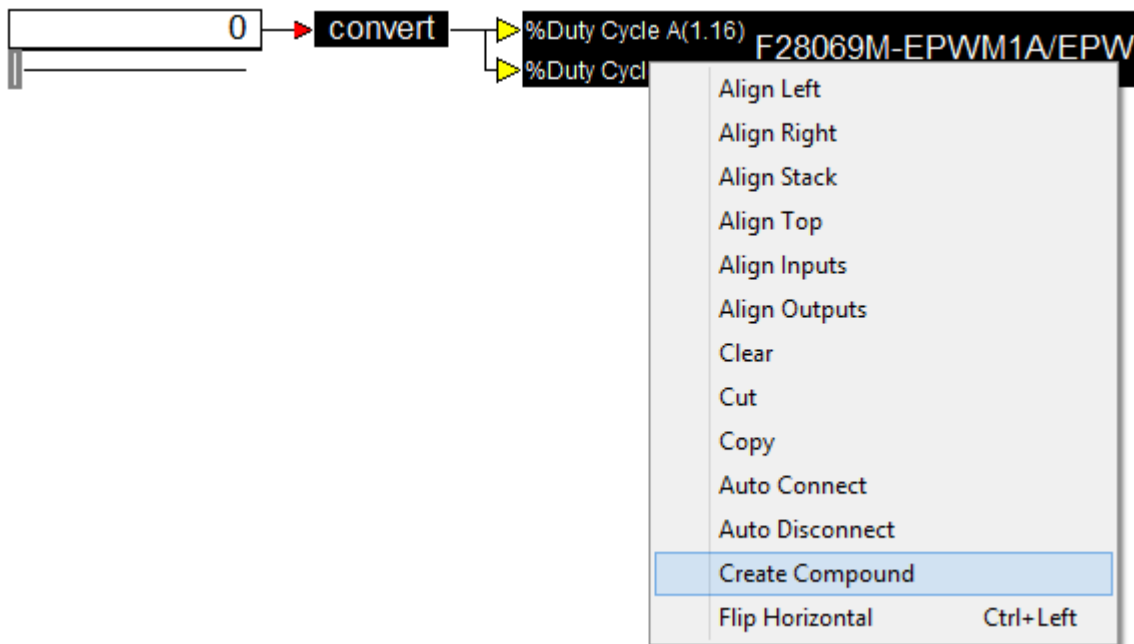 0
convert
%Duty Cycle A(1.16)
F28069M-EPWM1A/EPW
%Duty Cycl
Align Left
Align Right
Align Stack
Align Top
Align Inputs
Align Outputs
Clear
Cut
Copy
Auto Connect
Auto Disconnect
Create Compound
Flip Horizontal Ctrl+Left